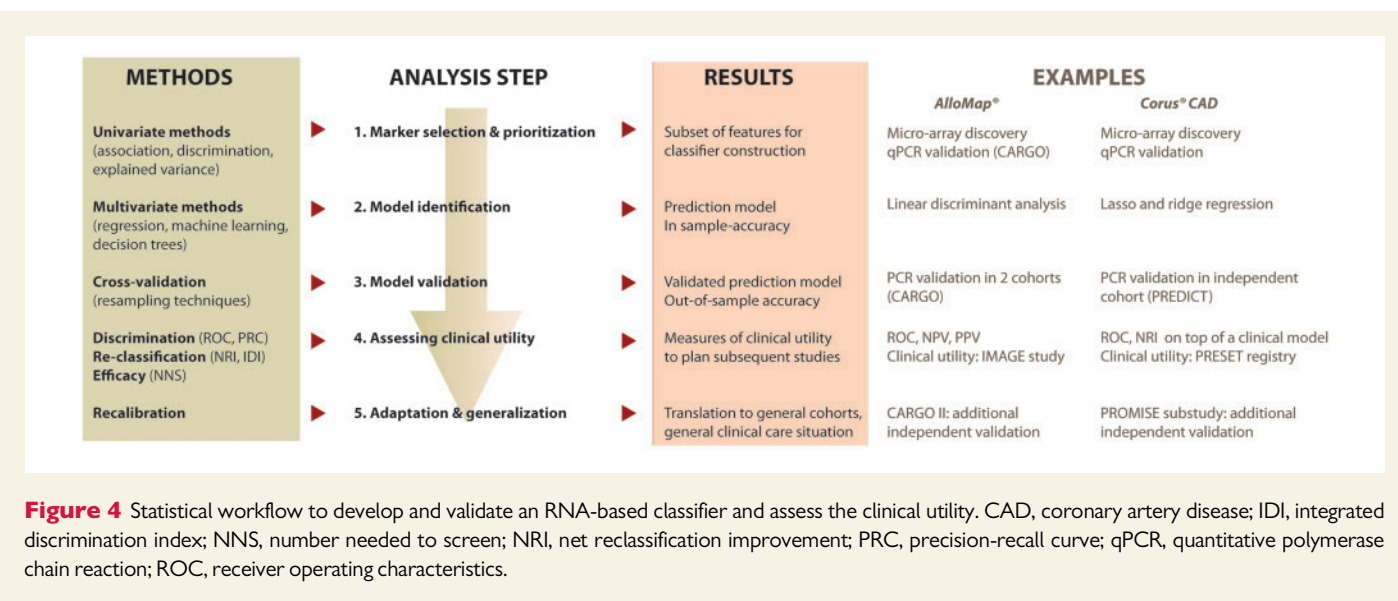 METHODS
ANALYSIS STEP
RESULTS
EXAMPLES
AlloMap®
Corus® CAD
Univariate methods
(association, discrimination,
explained variance)
1. Marker selection & prioritization
Subset of features for
classifier construction
Micro-array discovery
qPCR validation (CARGO)
Micro-array discovery
qPCR validation
Multivariate methods
(regression, machine learning,
decision trees)
2. Model identification
Prediction model
In sample-accuracy
Linear discriminant analysis
Lasso and ridge regression
Cross-validation
(resampling techniques)
3. Model validation
Validated prediction model
Out-of-sample accuracy
PCR validation in 2 cohorts
(CARGO)
PCR validation in independent
cohort (PREDICT)
Discrimination (ROC, PRC)
Re-classification (NRI, IDI)
Efficacy (NNS)
4. Assessing clinical utility
Measures of clinical utility
to plan subsequent studies
ROC, NPV, PPV
Clinical utility: IMAGE study
ROC, NRI on top of a clinical model
Clinical utility: PRESET registry
Recalibration
5. Adaptation & generalization
Translation to general cohorts,
general clinical care situation
CARGO II: additional
independent validation
PROMISE substudy: additional
independent validation
Figure 4 Statistical workflow to develop and validate an RNA-based classifier and assess the clinical utility. CAD, coronary artery disease; IDI, integrated
discrimination index; NNS, number needed to screen; NRI, net reclassification improvement; PRC, precision-recall curve; qPCR, quantitative polymerase
chain reaction; ROC, receiver operating characteristics.